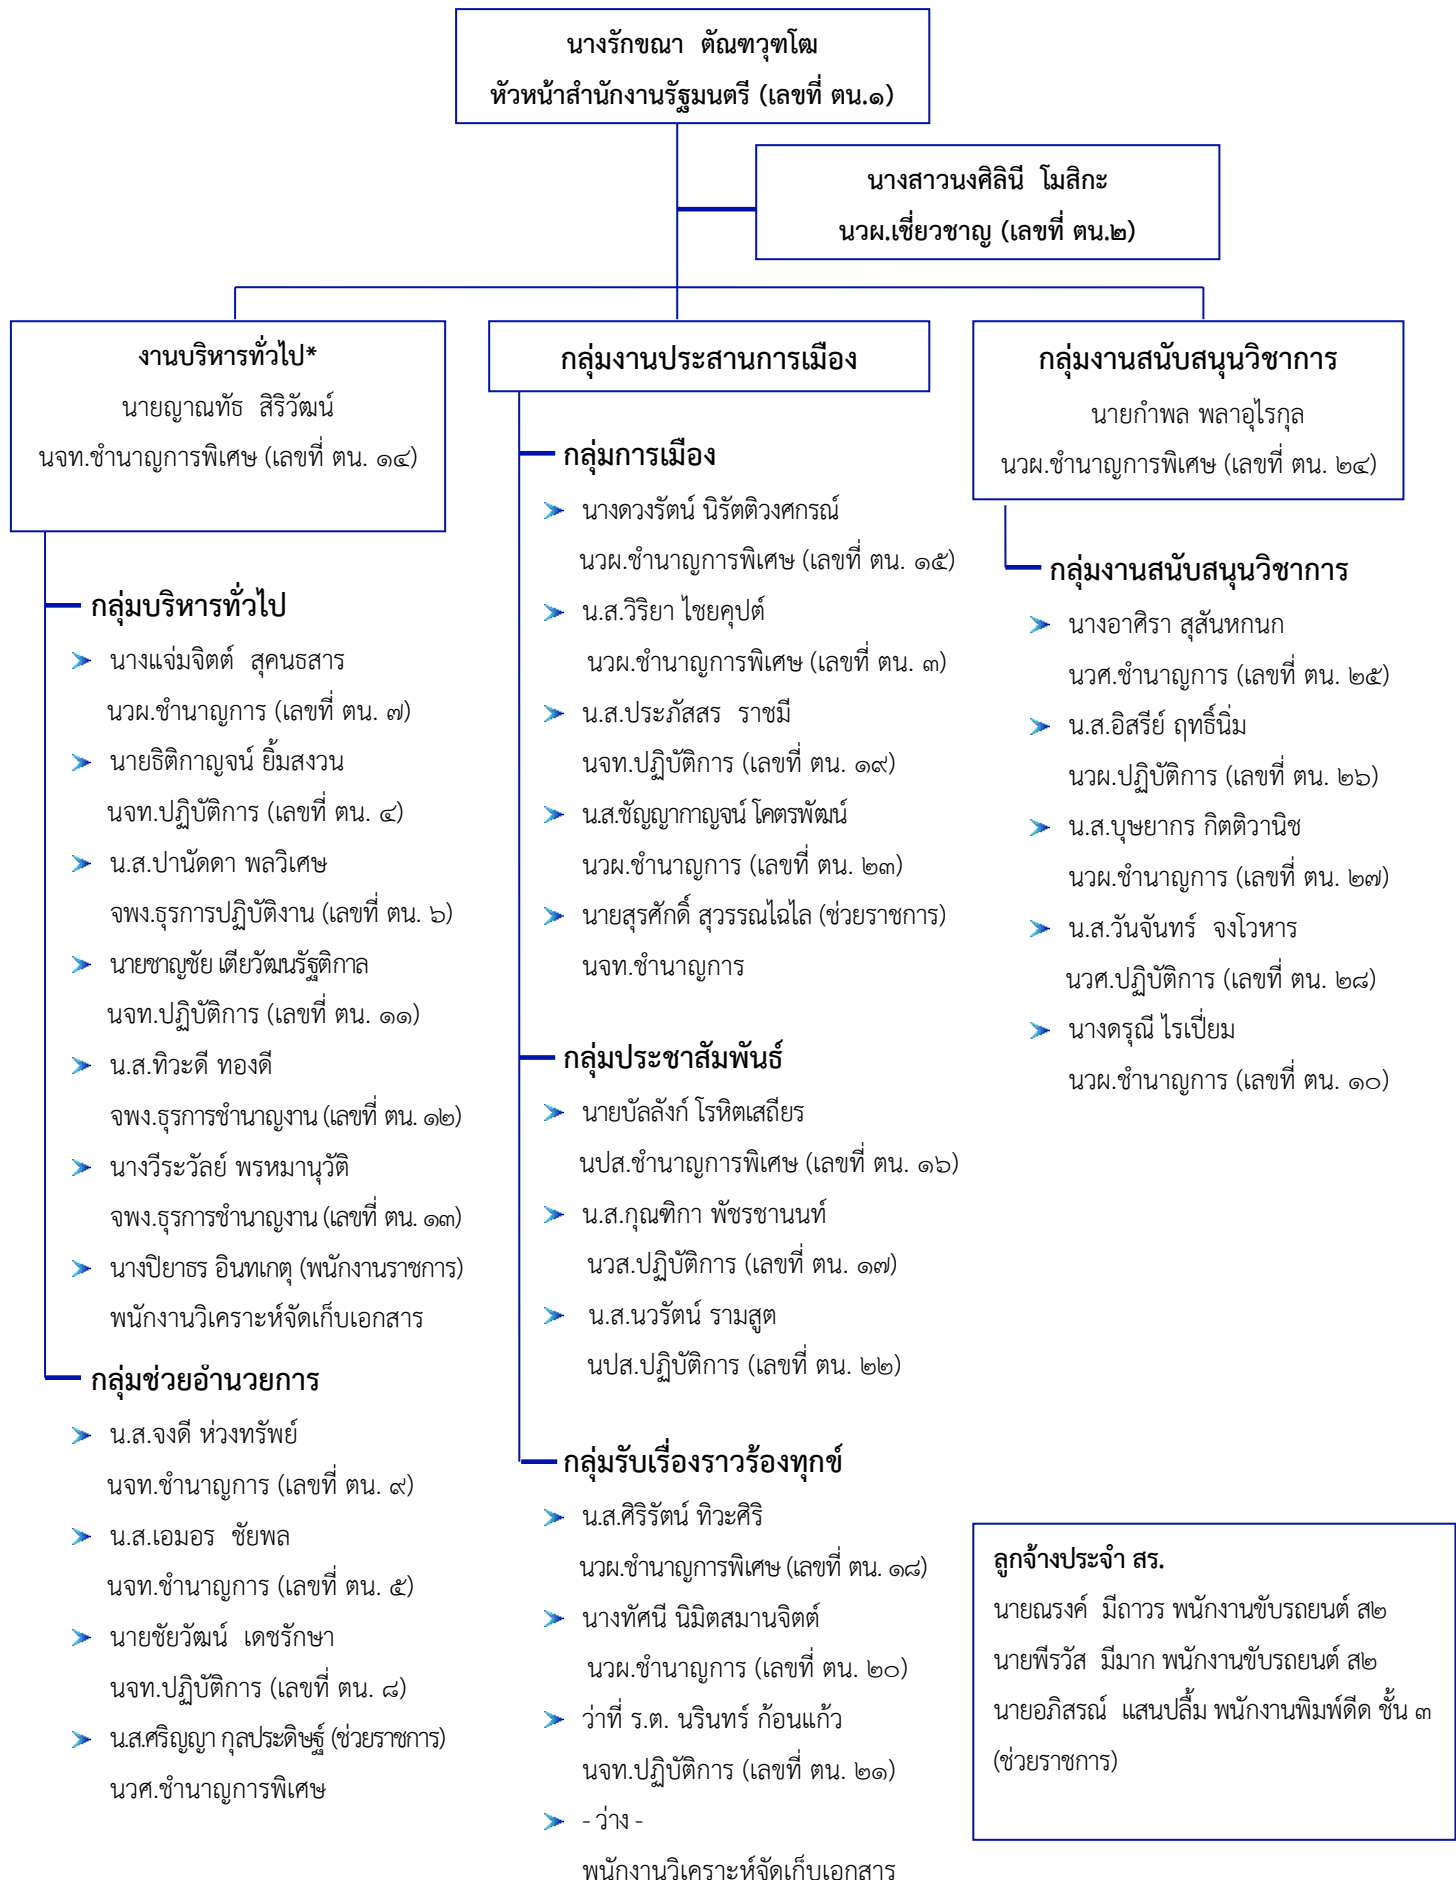 นางรักขณา ตัณฑวุฑโฒ
หัวหน้าสำนักงานรัฐมนตรี (เลขที่ ตน.๑)
นางสาวนงศิลินี โมสิกะ
นวผ.เชี่ยวชาญ (เลขที่ ตน.๒)
งานบริหารทั่วไป*
นายญาณทัธ สิริวัฒน์
นจท.ชำนาญการพิเศษ (เลขที่ ตน. ๑๔)
กลุ่มบริหารทั่วไป
นางแจ่มจิตต์ สุคนธสาร
นวผ.ชำนาญการ (เลขที่ ตน. ๗)
นายธิติกาญจน์ ยิ้มสงวน
นจท.ปฏิบัติการ (เลขที่ ตน. ๔)
น.ส.ปานัดดา พลวิเศษ
จพง.ธุรการปฏิบัติงาน (เลขที่ ตน. ๖)
นายชาญชัย เตียวัฒนรัฐติกาล
นจท.ปฏิบัติการ (เลขที่ ตน. ๑๑)
น.ส.ทิวะดี ทองดี
จพง.ธุรการชำนาญงาน (เลขที่ ตน. ๑๒)
นางวีระวัลย์ พรหมานุวัติ
จพง.ธุรการชำนาญงาน (เลขที่ ตน. ๑๓)
นางปิยาธร อินทเกตุ (พนักงานราชการ)
พนักงานวิเคราะห์จัดเก็บเอกสาร
กลุ่มช่วยอำนวยการ
น.ส.จงดี ห่วงทรัพย์
นจท.ชำนาญการ (เลขที่ ตน. ๙)
น.ส.เอมอร ชัยพล
นจท.ชำนาญการ (เลขที่ ตน. ๕)
นายชัยวัฒน์ เดชรักษา
นจท.ปฏิบัติการ (เลขที่ ตน. ๘)
น.ส.ศริญญา กุลประดิษฐ์ (ช่วยราชการ)
นวศ.ชำนาญการพิเศษ
กลุ่มงานประสานการเมือง
กลุ่มการเมือง
นางดวงรัตน์ นิรัตติวงศกรณ์
นวผ.ชำนาญการพิเศษ (เลขที่ ตน. ๑๕)
น.ส.วิริยา ไชยคุปต์
นวผ.ชำนาญการพิเศษ (เลขที่ ตน. ๓)
น.ส.ประภัสสร ราชมี
นจท.ปฏิบัติการ (เลขที่ ตน. ๑๙)
น.ส.ชัญญากาญจน์ โคตรพัฒน์
นวผ.ชำนาญการ (เลขที่ ตน. ๒๓)
นายสุรศักดิ์ สุวรรณไฉไล (ช่วยราชการ)
นจท.ชำนาญการ
กลุ่มประชาสัมพันธ์
นายบัลลังก์ โรหิตเสถียร
นปส.ชำนาญการพิเศษ (เลขที่ ตน. ๑๖)
น.ส.กุณฑิกา พัชรชานนท์
นวส.ปฏิบัติการ (เลขที่ ตน. ๑๗)
น.ส.นวรัตน์ รามสูต
นปส.ปฏิบัติการ (เลขที่ ตน. ๒๒)
กลุ่มรับเรื่องราวร้องทุกข์
น.ส.ศิริรัตน์ ทิวะศิริ
นวผ.ชำนาญการพิเศษ (เลขที่ ตน. ๑๘)
นางทัศนี นิมิตสมานจิตต์
นวผ.ชำนาญการ (เลขที่ ตน. ๒๐)
ว่าที่ ร.ต. นรินทร์ ก้อนแก้ว
นจท.ปฏิบัติการ (เลขที่ ตน. ๒๑)
- ว่าง -
พนักงานวิเคราะห์จัดเก็บเอกสาร
กลุ่มงานสนับสนุนวิชาการ
นายกำพล พลาอุไรกุล
นวผ.ชำนาญการพิเศษ (เลขที่ ตน. ๒๔)
กลุ่มงานสนับสนุนวิชาการ
นางอาศิรา สุสันหกนก
นวศ.ชำนาญการ (เลขที่ ตน. ๒๕)
น.ส.อิสรีย์ ฤทธิ์นิ่ม
นวผ.ปฏิบัติการ (เลขที่ ตน. ๒๖)
น.ส.บุษยากร กิตติวานิช
นวผ.ชำนาญการ (เลขที่ ตน. ๒๗)
น.ส.วันจันทร์ จงโวหาร
นวศ.ปฏิบัติการ (เลขที่ ตน. ๒๘)
นางดรุณี ไรเปี่ยม
นวผ.ชำนาญการ (เลขที่ ตน. ๑๐)
ลูกจ้างประจำ สร.
นายณรงค์ มีถาวร พนักงานขับรถยนต์ ส๒
นายพีรวัส มีมาก พนักงานขับรถยนต์ ส๒
นายอภิสรณ์ แสนปลื้ม พนักงานพิมพ์ดีด ชั้น ๓
(ช่วยราชการ)